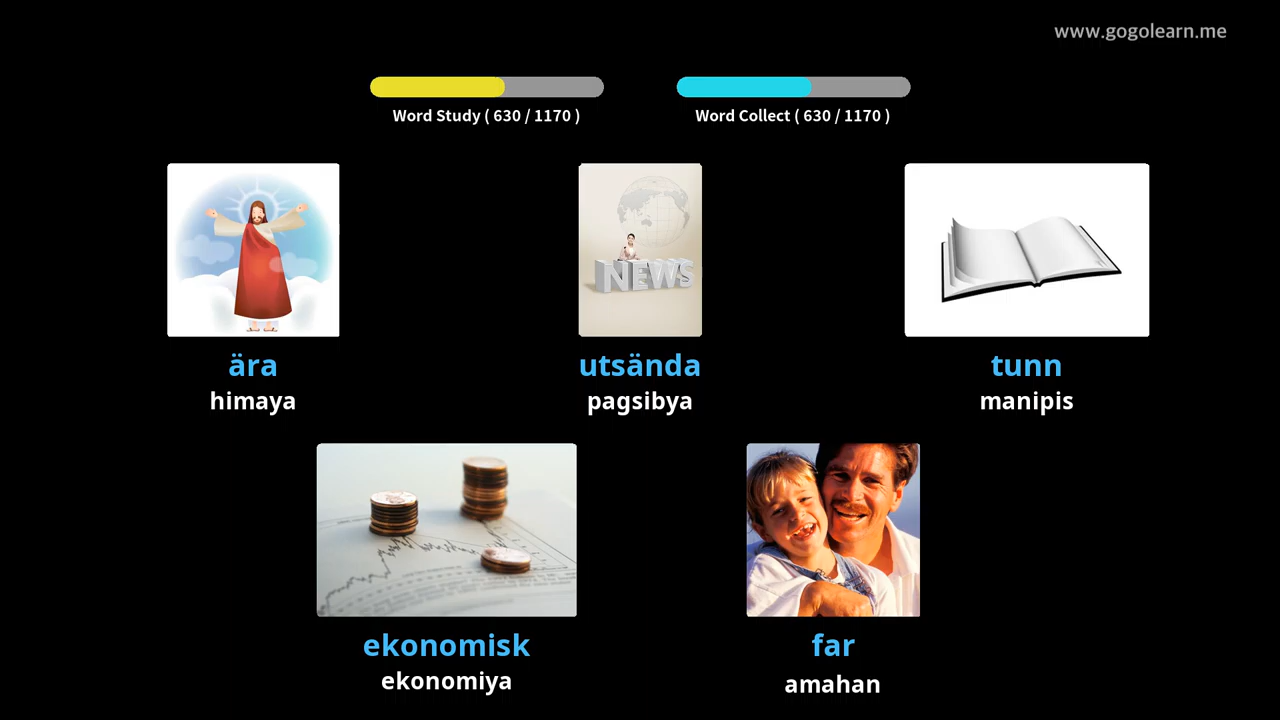 www.gogolearn.me
Word Study ( 630 / 1170 )
Word Collect ( 630 / 1170 )
NEWS
ära
himaya
utsända
pagsibya
tunn
manipis
ekonomisk
ekonomiya
far
amahan